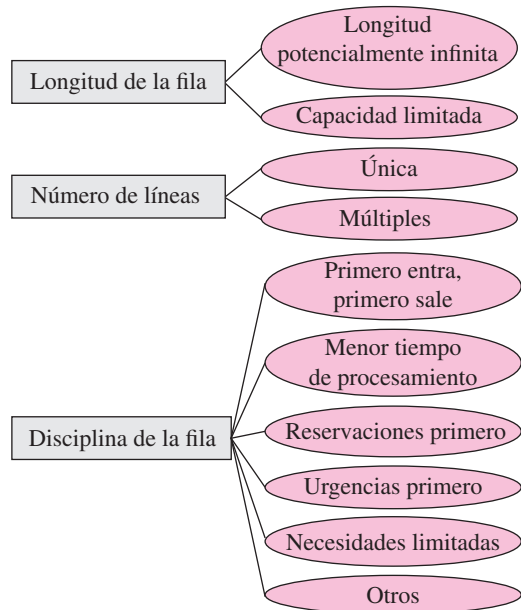 Longitud
potencialmente infinita
Longitud de la fila
Capacidad limitada
Única
Número de líneas
Múltiples
Primero entra,
primero sale
Menor tiempo
de procesamiento
Disciplina de la fila
Reservaciones primero
Urgencias primero
Necesidades limitadas
Otros